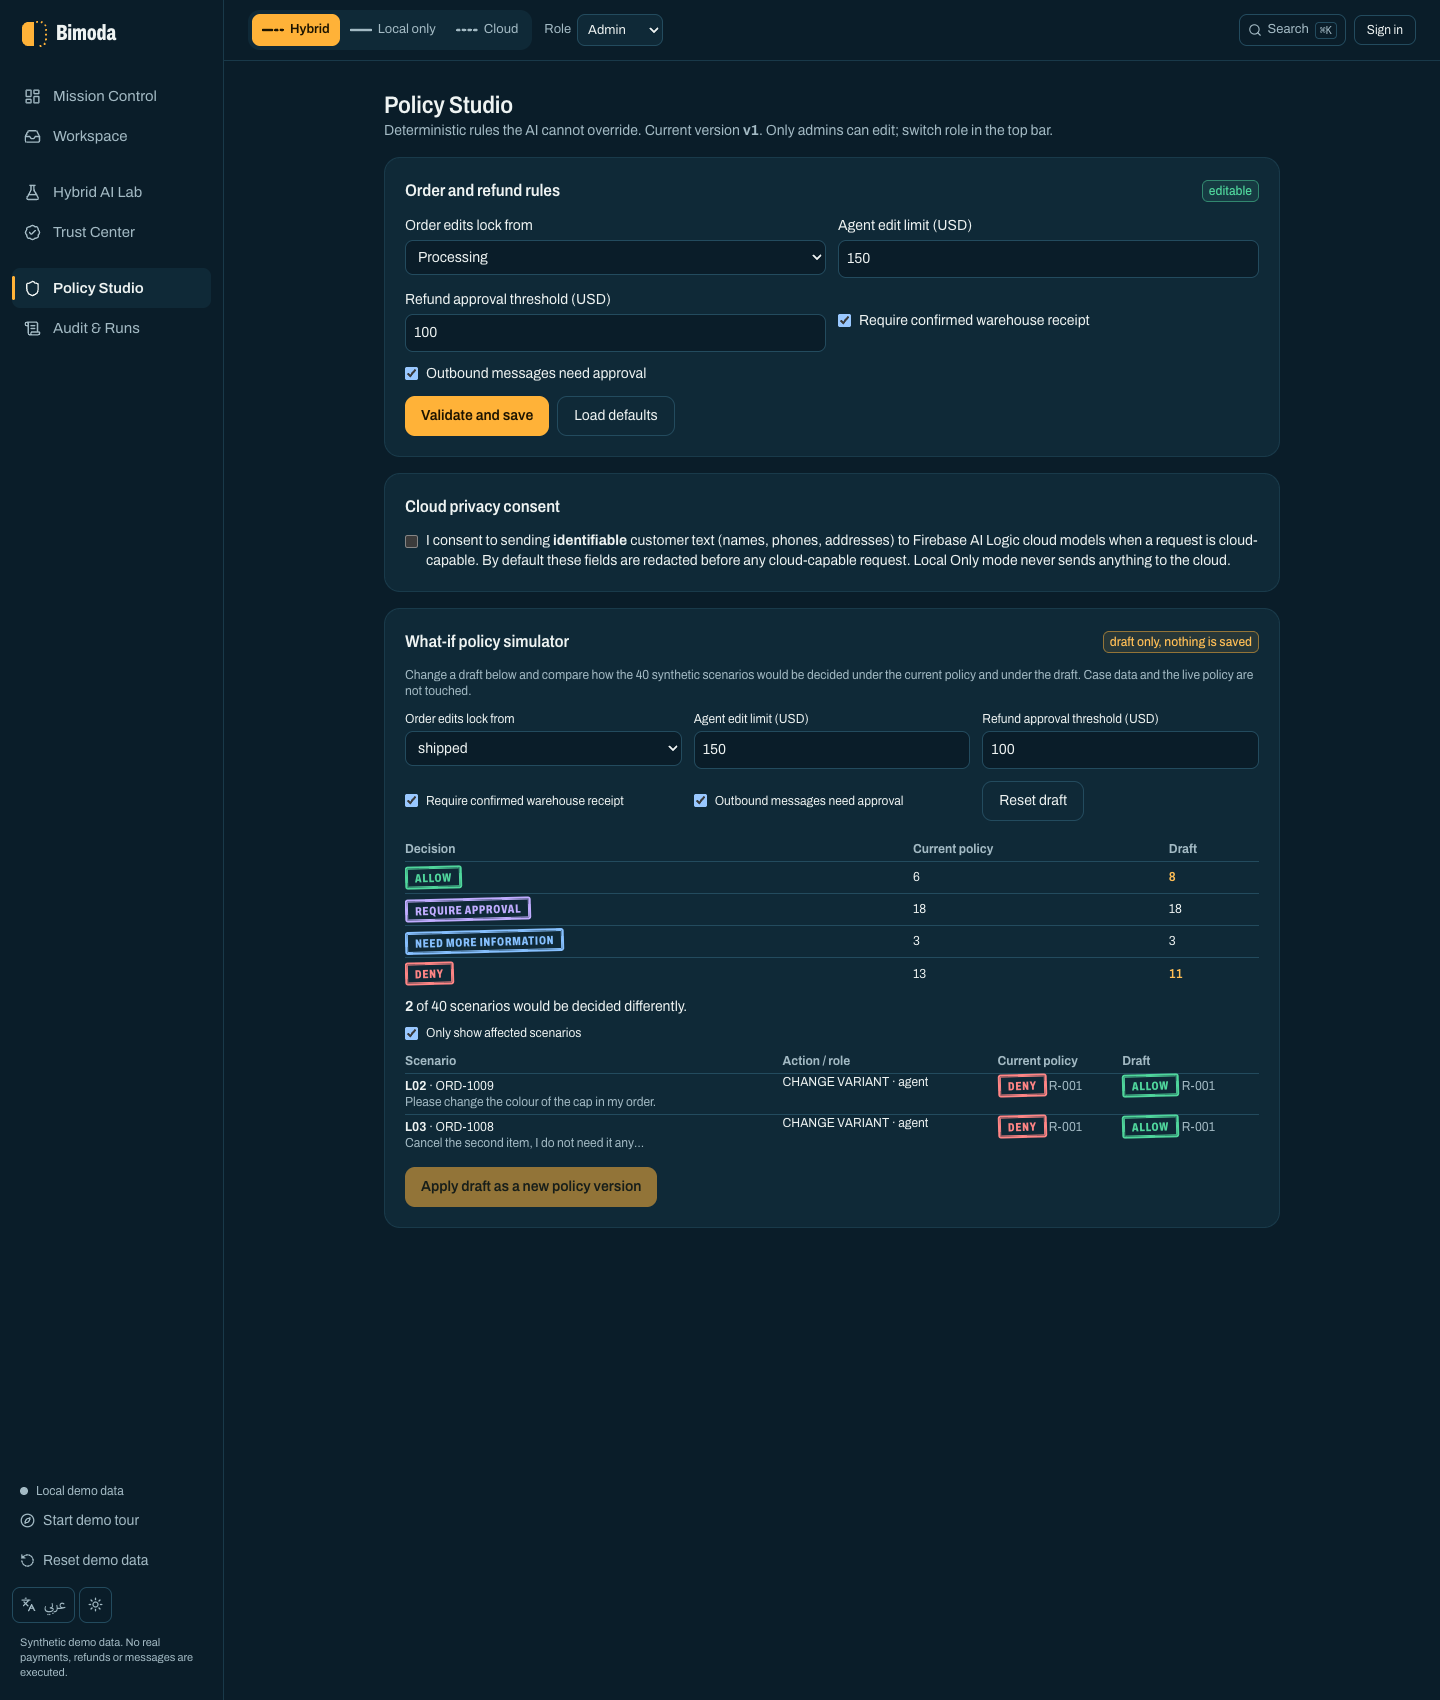 Bimoda
Mission Control
Workspace
Hybrid AI Lab
Trust Center
Policy Studio
Audit & Runs
Local demo data
Start demo tour
Reset demo data
عربي
Synthetic demo data. No real
payments, refunds or messages are
executed.
Hybrid Local only Cloud Role Admin Search ⌘K Sign in
Policy Studio
Deterministic rules the AI cannot override. Current version v1. Only admins can edit; switch role in the top bar.
Order and refund rules editable
Order edits lock from Agent edit limit (USD)
Processing 150
Refund approval threshold (USD)
100 Require confirmed warehouse receipt
Outbound messages need approval
Validate and save Load defaults
Cloud privacy consent
I consent to sending identifiable customer text (names, phones, addresses) to Firebase AI Logic cloud models when a request is cloud-
capable. By default these fields are redacted before any cloud-capable request. Local Only mode never sends anything to the cloud.
What-if policy simulator draft only, nothing is saved
Change a draft below and compare how the 40 synthetic scenarios would be decided under the current policy and under the draft. Case data and the live policy are
not touched.
Order edits lock from Agent edit limit (USD) Refund approval threshold (USD)
shipped 150 100
Require confirmed warehouse receipt Outbound messages need approval Reset draft
Decision Current policy Draft
ALLOW 6 8
REQUIRE APPROVAL 18 18
NEED MORE INFORMATION 3 3
DENY 13 11
2 of 40 scenarios would be decided differently.
Only show affected scenarios
Scenario Action / role Current policy Draft
L02 · ORD-1009 CHANGE VARIANT · agent DENY R-001 ALLOW R-001
Please change the colour of the cap in my order.
L03 · ORD-1008 CHANGE VARIANT · agent DENY R-001 ALLOW R-001
Cancel the second item, I do not need it any…
Apply draft as a new policy version